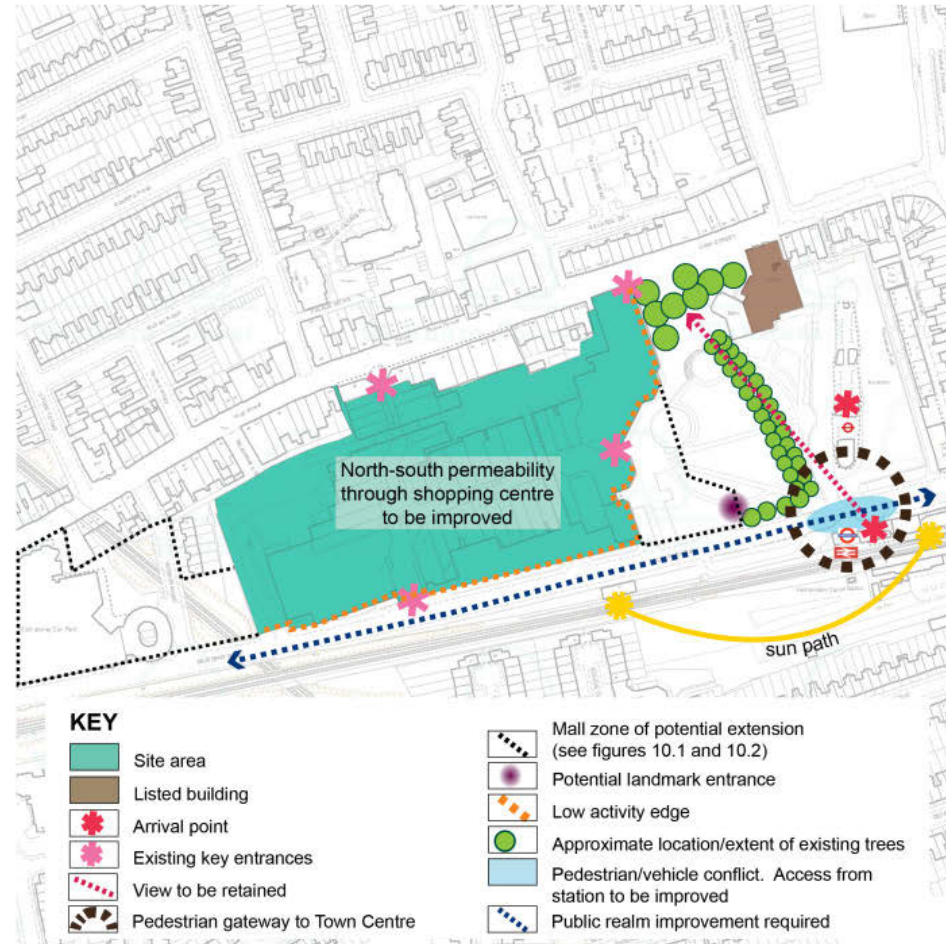 HIGH STREET
North-south permeability
through shopping centre
to be improved
sun path
KEY
Site area
Listed building
Arrival point
Existing key entrances
View to be retained
Pedestrian gateway to Town Centre
Mall zone of potential extension
(see figures 10.1 and 10.2)
Potential landmark entrance
Low activity edge
Approximate location/extent of existing trees
Pedestrian/vehicle conflict. Access from
station to be improved
Public realm improvement required